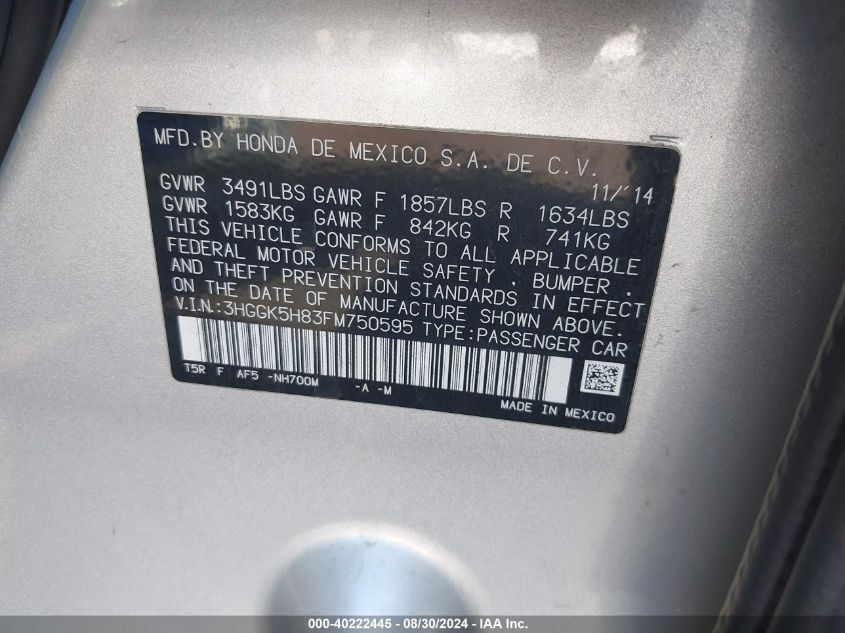 MFD.BY HONDA DE MEXICO S.A. DE C.V.
11/'14
GVWR 3491LBS GAWR F 1857LBS R 1634LBS
GVWR 1583KG GAWR F 842KG R 741KG
THIS VEHICLE CONFORMS TO ALL APPLICABLE
FEDERAL MOTOR VEHICLE SAFETY , BUMPER ,
AND THEFT PREVENTION STANDARDS IN EFFECT
ON THE DATE OF MANUFACTURE SHOWN ABOVE.
V.I.N.:3HGGK5H83FM750595 TYPE:PASSENGER CAR
T5R F AF5 -NH700M -A -M
MADE IN MEXICO
000-40222445 - 08/30/2024 - IAA Inc.